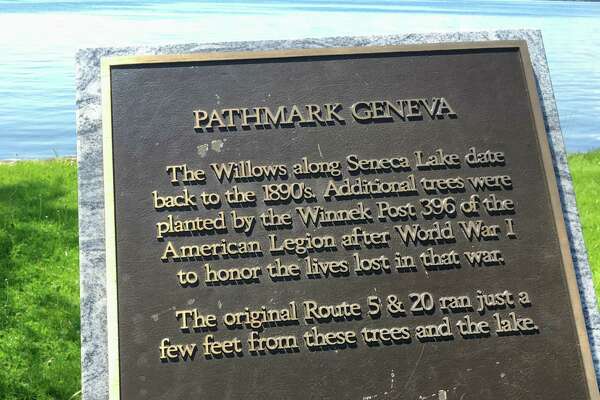 PATHMARK GENEVA
The Willows along Seneca Lake date
back to the 1890's. Additional trees were
planted by the Winnek Post 396 of the
American Legion after World War I
to honor the lives lost in that war.
The original Route 5 & 20 ran just a
few feet from these trees and the lake.